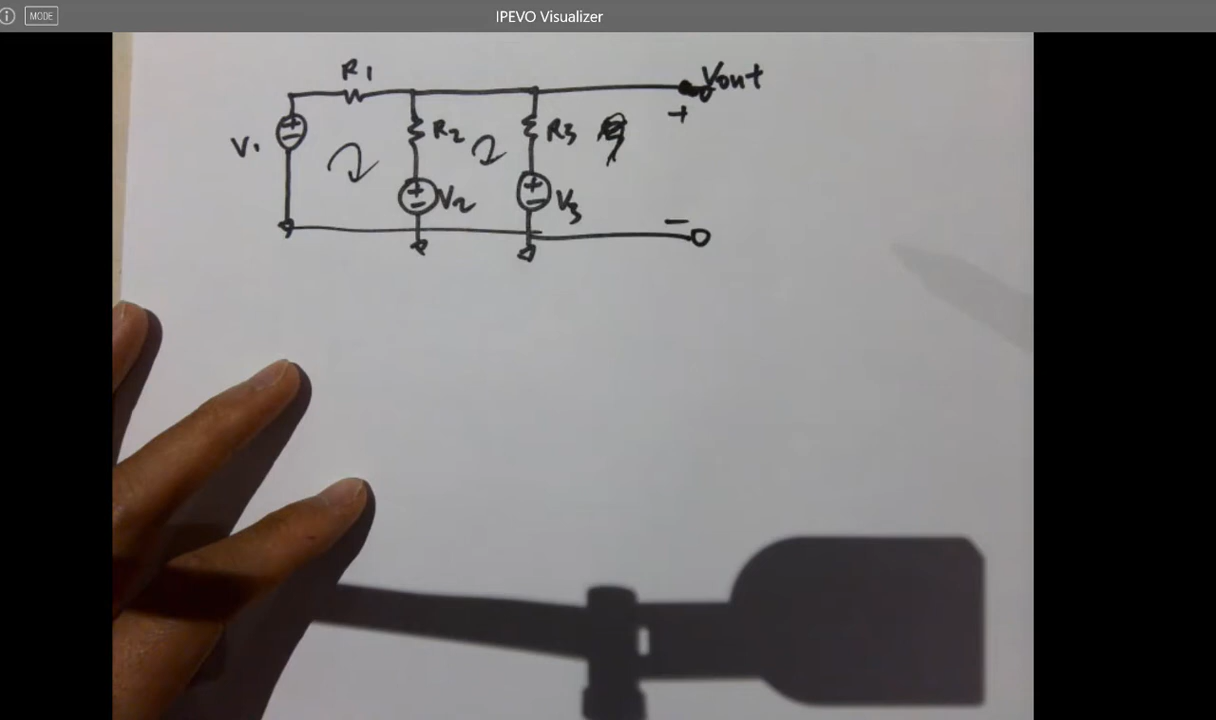 MODE
IPEVO Visualizer
R1
Vout
+
R2
R3
V1
+
-
+
-
V2
+
-
V3
-